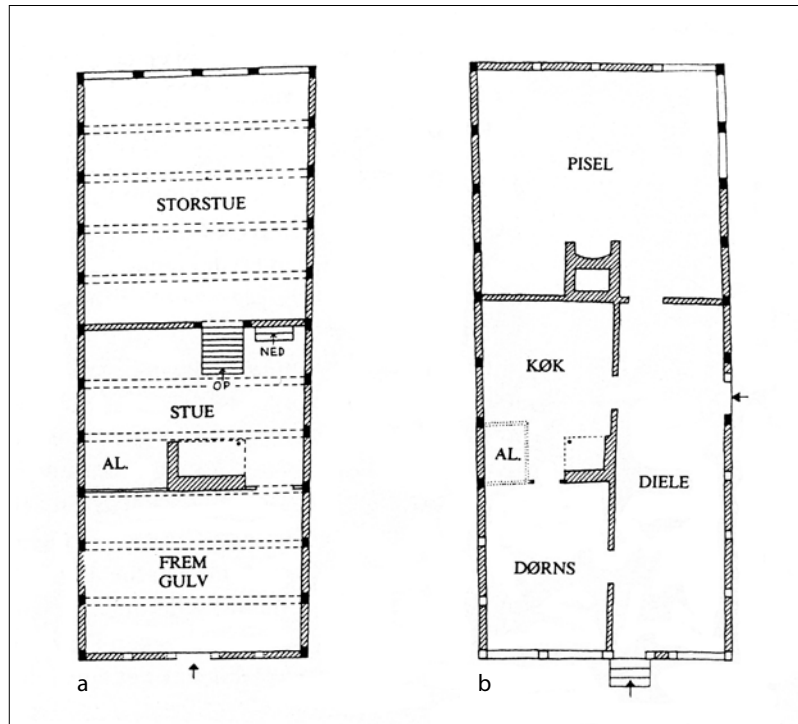 STORSTUE
NED
OP
STUE
AL.
FREM
GULV
a
PISEL
KØK
AL.
DIELE
DØRNS
b